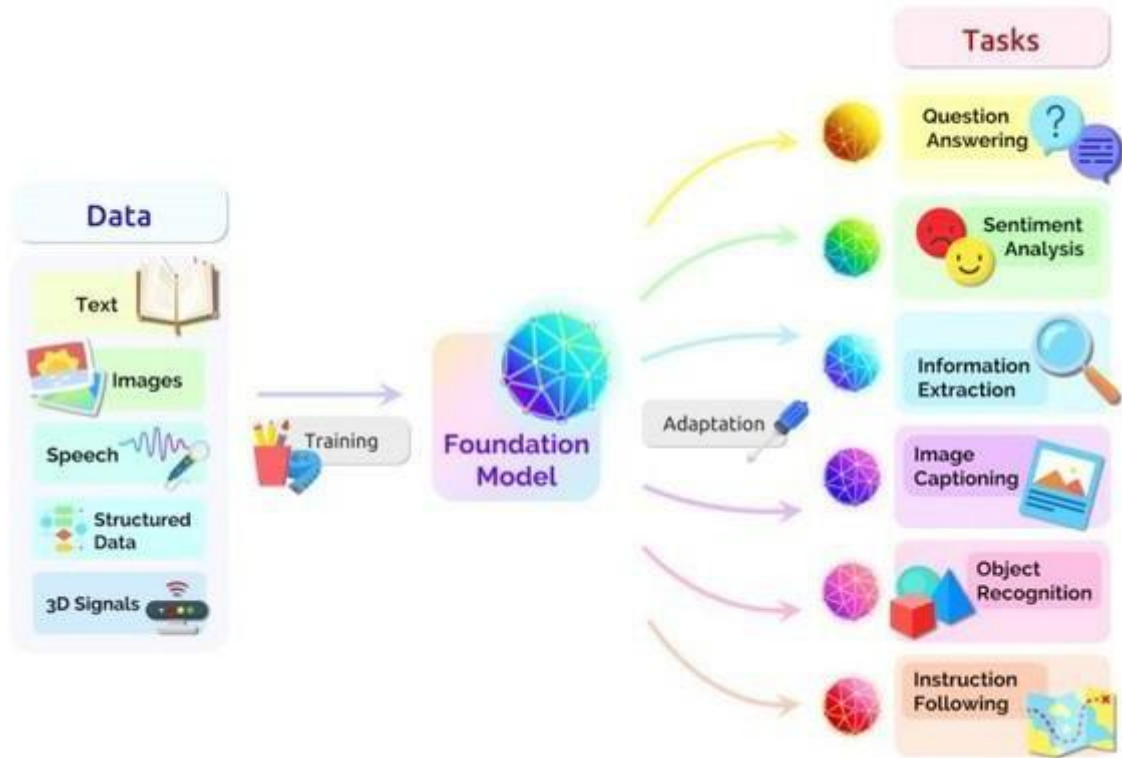 Tasks
Question
Answering
?
Data
Sentiment
Analysis
Text
Images
Information
Extraction
Training
Foundation
Model
Adaptation
Speech
Image
Captioning
Structured
Data
3D Signals
Object
Recognition
Instruction
Following
x